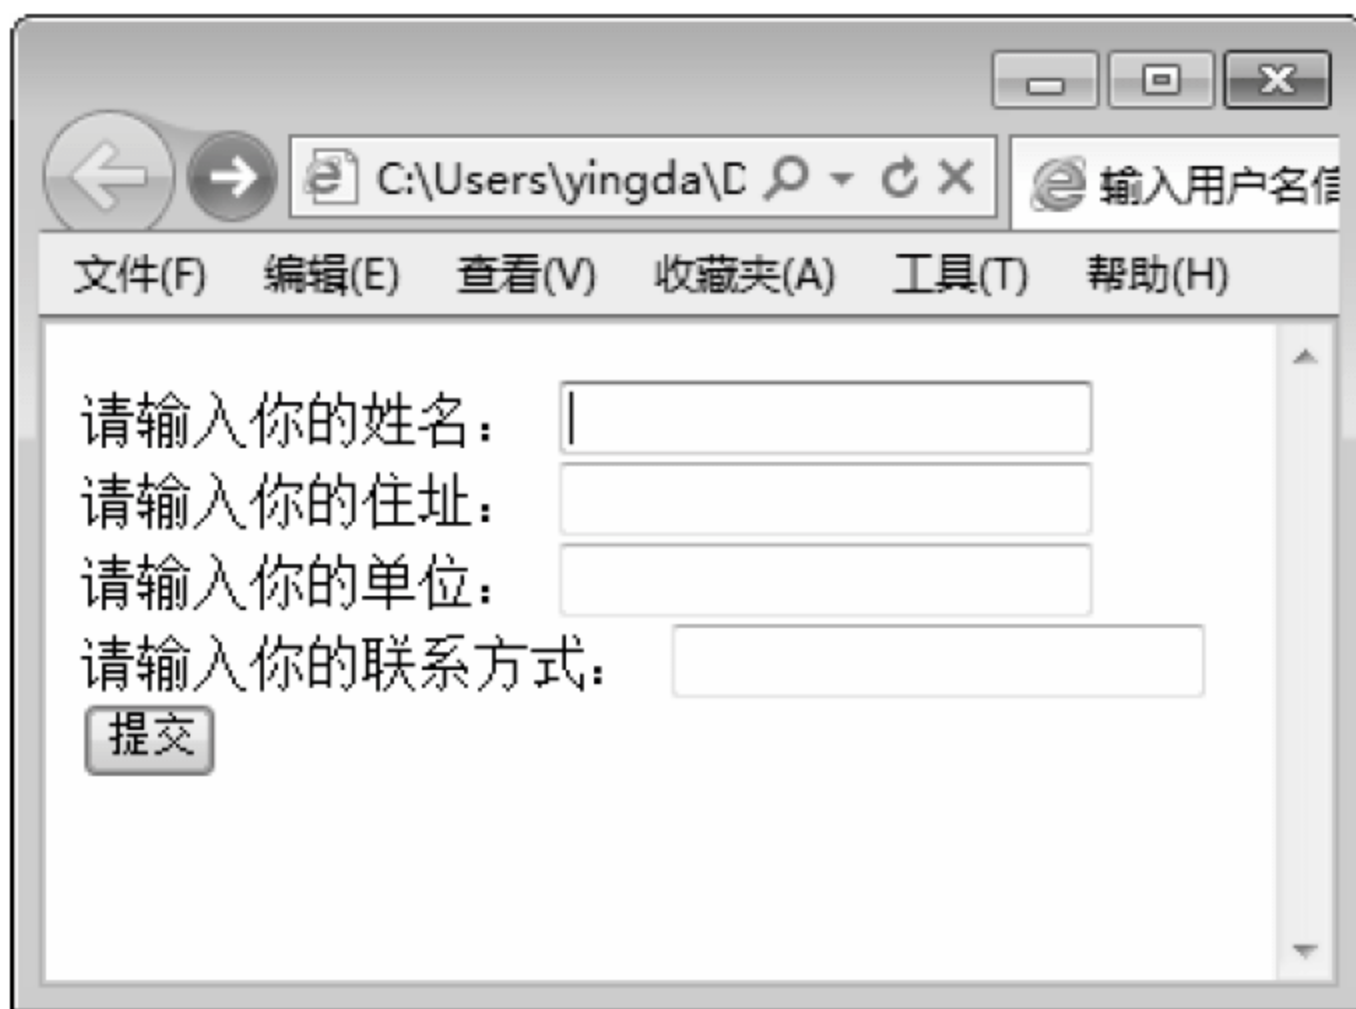 C:\Users\yingda\D
输入用户名信
文件(F) 编辑(E) 查看(V) 收藏夹(A) 工具(T) 帮助(H)
请输入你的姓名：
请输入你的住址：
请输入你的单位：
请输入你的联系方式：
提交